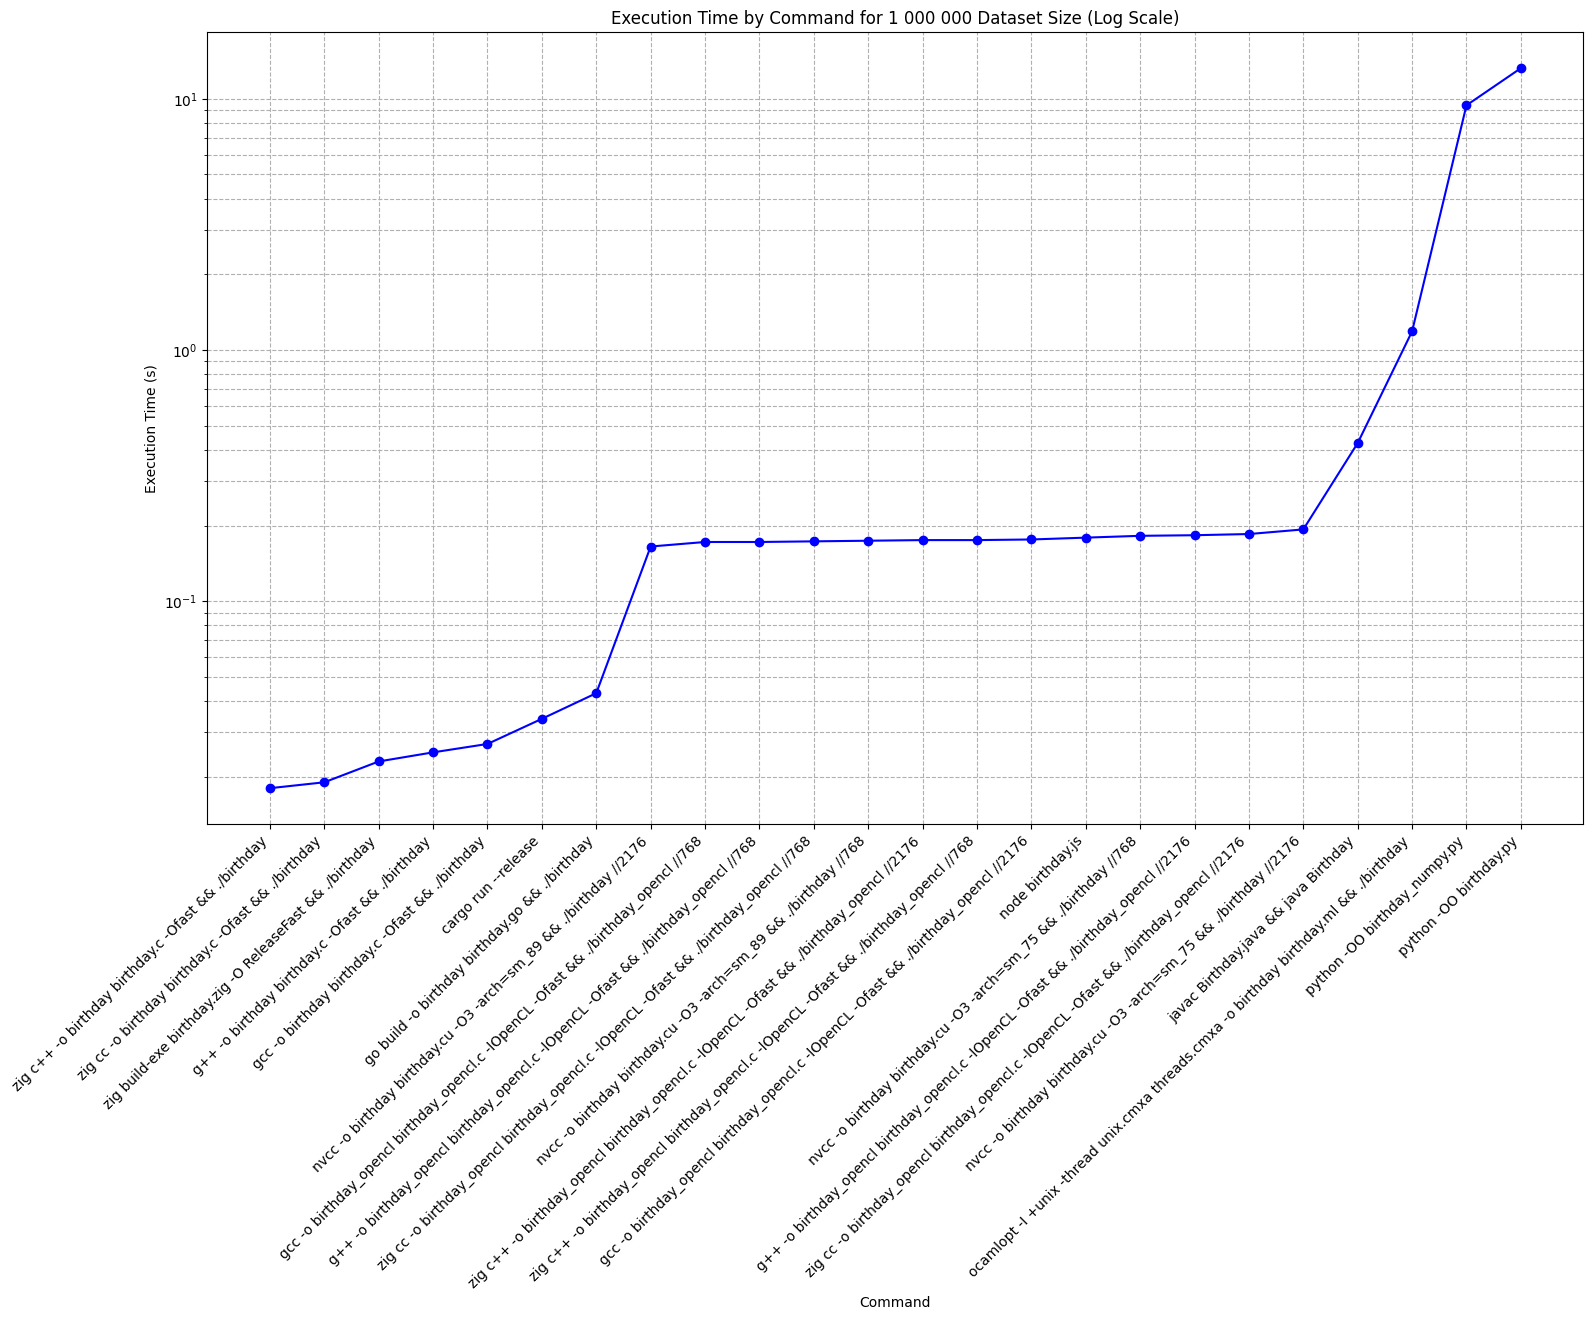 Execution Time by Command for 1 000 000 Dataset Size (Log Scale)
Execution Time (s)
10¹
10⁰
10⁻¹
zig c++ -o birthday birthday.c -Ofast && ./birthday
zig cc -o birthday birthday.c -Ofast && ./birthday
zig build-exe birthday.zig -O ReleaseFast && ./birthday
g++ -o birthday birthday.c -Ofast && ./birthday
gcc -o birthday birthday.c -Ofast && ./birthday
cargo run --release
go build -o birthday birthday.go && ./birthday
nvcc -o birthday birthday.cu -O3 -arch=sm_89 && ./birthday //2176
gcc -o birthday_opencl birthday_opencl.c -lOpenCL -Ofast && ./birthday_opencl //768
g++ -o birthday_opencl birthday_opencl.c -lOpenCL -Ofast && ./birthday_opencl //768
zig cc -o birthday_opencl birthday_opencl.c -lOpenCL -Ofast && ./birthday_opencl //768
nvcc -o birthday birthday.cu -O3 -arch=sm_89 && ./birthday //768
zig c++ -o birthday_opencl birthday_opencl.c -lOpenCL -Ofast && ./birthday_opencl //2176
zig c++ -o birthday_opencl birthday_opencl.c -lOpenCL -Ofast && ./birthday_opencl //768
gcc -o birthday_opencl birthday_opencl.c -lOpenCL -Ofast && ./birthday_opencl //2176
node birthday.js
nvcc -o birthday birthday.cu -O3 -arch=sm_75 && ./birthday //768
g++ -o birthday_opencl birthday_opencl.c -lOpenCL -Ofast && ./birthday_opencl //2176
zig cc -o birthday_opencl birthday_opencl.c -lOpenCL -Ofast && ./birthday_opencl //2176
nvcc -o birthday birthday.cu -O3 -arch=sm_75 && ./birthday //2176
javac Birthday.java && java Birthday
ocamlopt -I +unix -thread unix.cmxa threads.cmxa -o birthday birthday.ml && ./birthday
python -OO birthday_numpy.py
python -OO birthday.py
Command